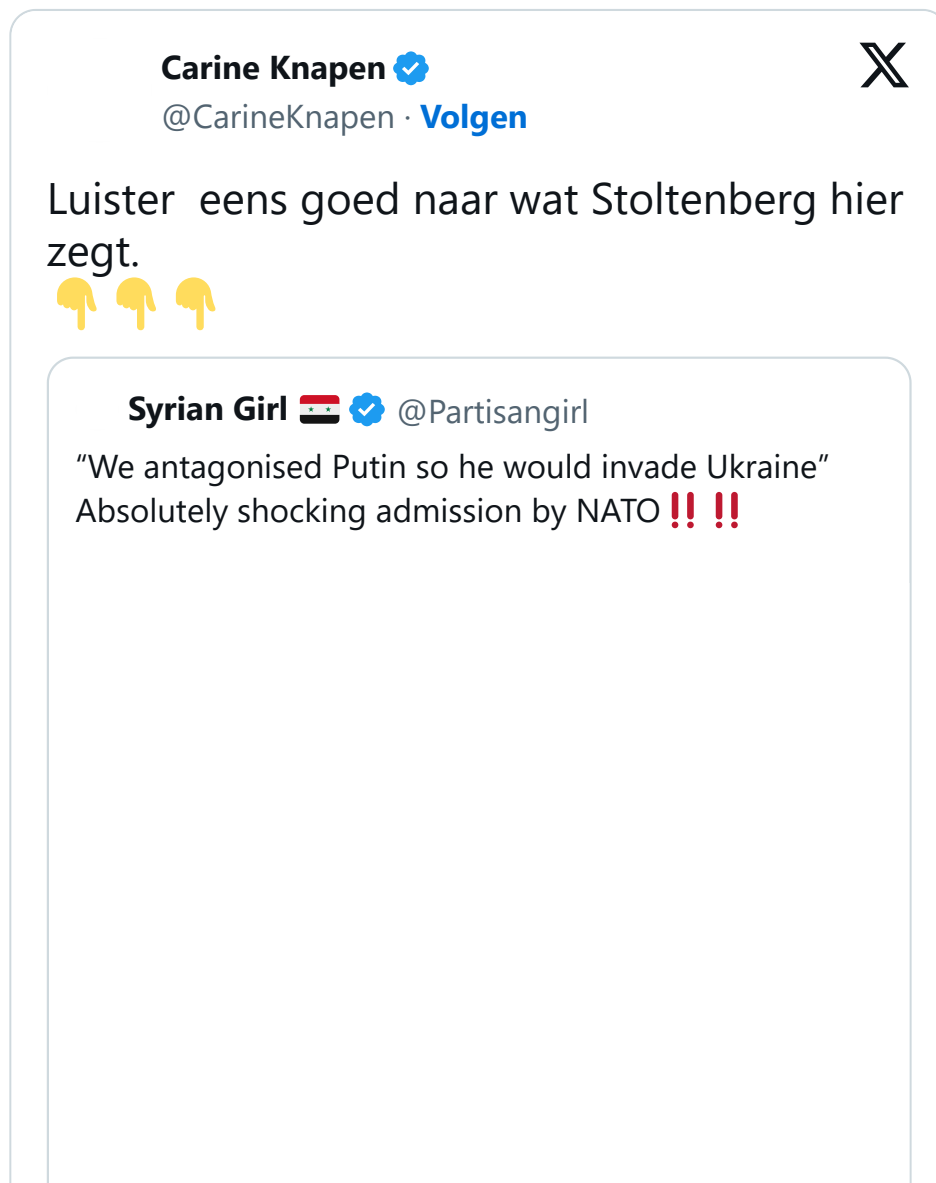 Carine Knapen
@CarineKnapen · Volgen
Luister  eens goed naar wat Stoltenberg hier
zegt.
👇👇👇
Syrian Girl 🇸🇾 @Partisangirl
“We antagonised Putin so he would invade Ukraine”
Absolutely shocking admission by NATO‼️ ‼️